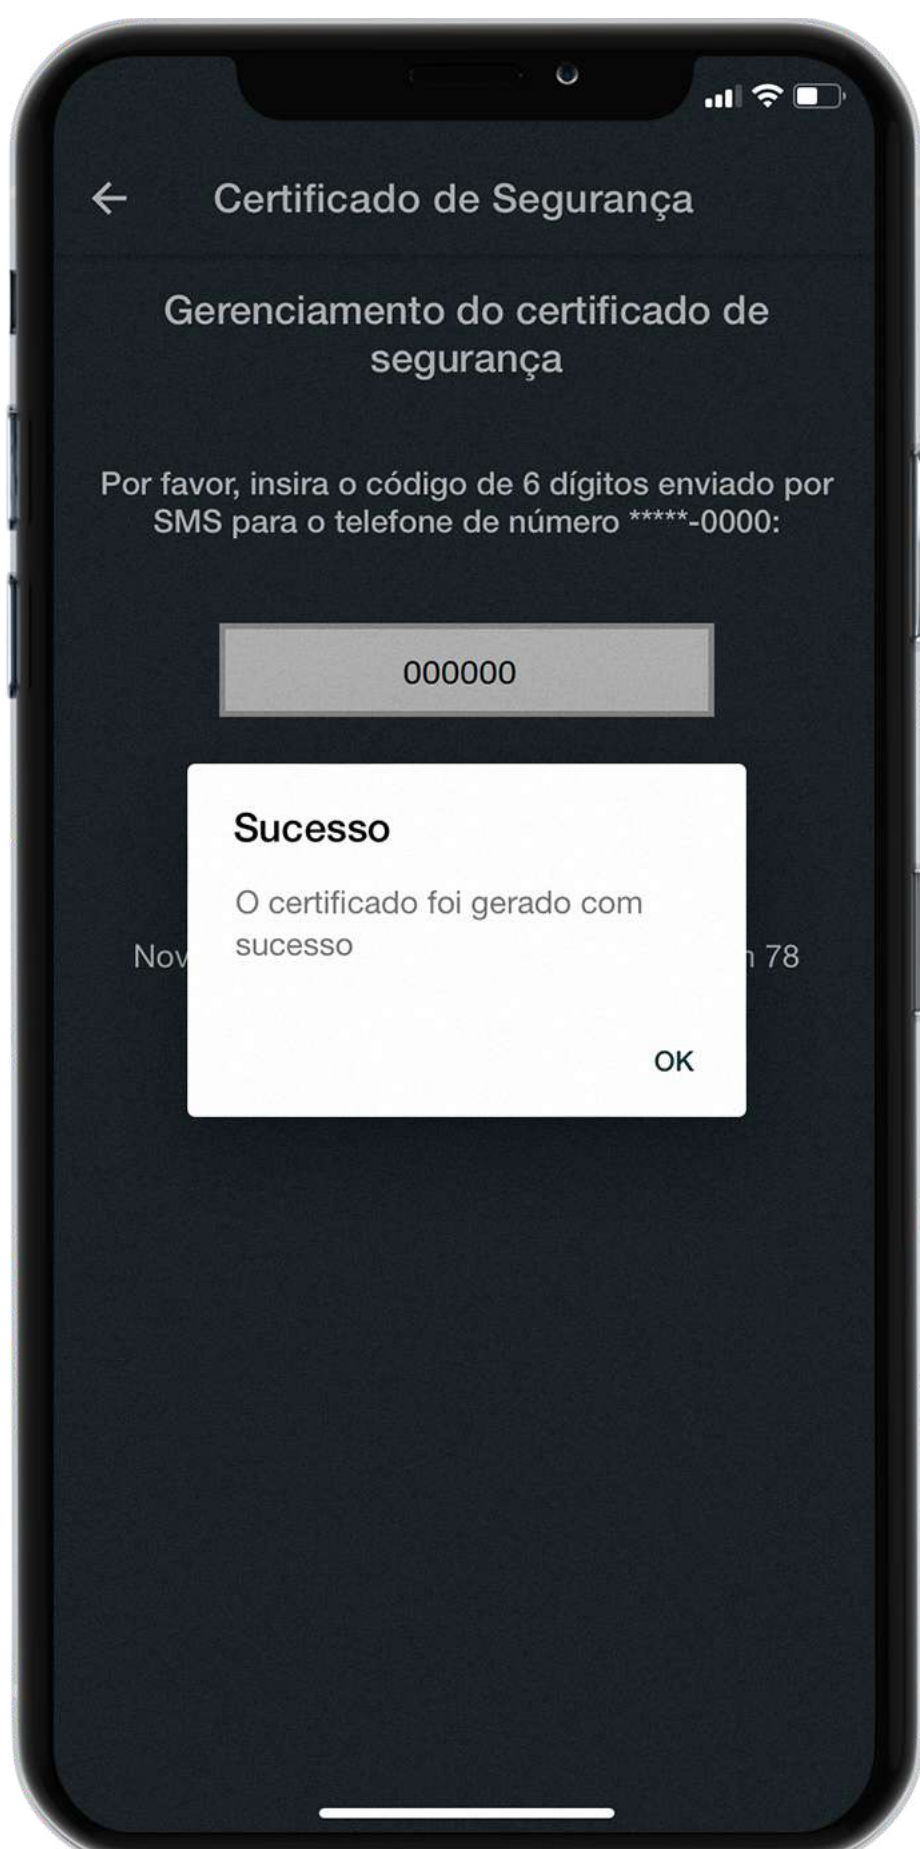 Certificado de Segurança
Gerenciamento do certificado de
segurança
Por favor, insira o código de 6 dígitos enviado por
SMS para o telefone de número *****-0000:
000000
Sucesso
O certificado foi gerado com
sucesso
78
OK